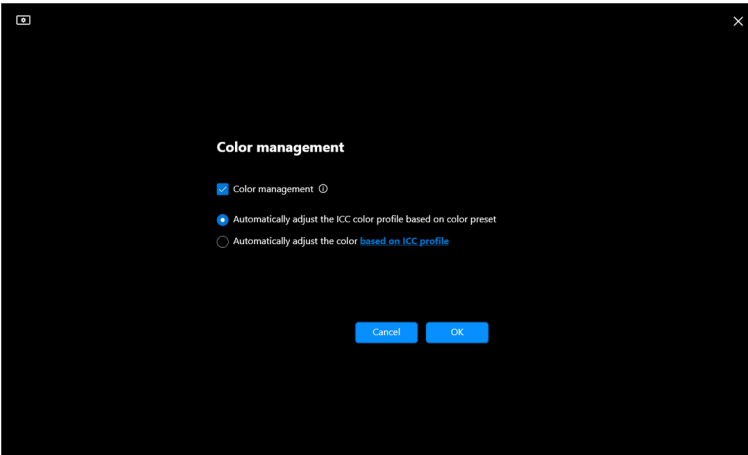 Color management
Color management
Automatically adjust the ICC color profile based on color preset
Automatically adjust the color based on ICC profile
Cancel OK